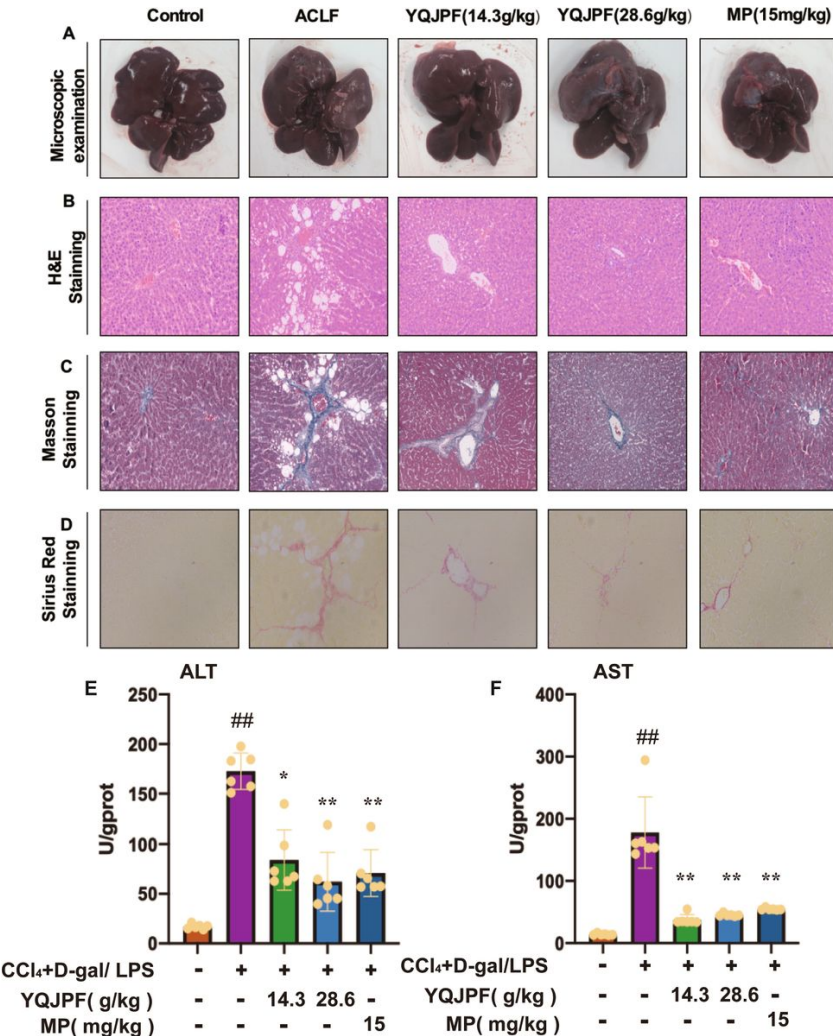 Control ACLF YQJPF(14.3g/kg) YQJPF(28.6g/kg) MP(15mg/kg)
A
Microscopic
examination
B
H&E
Stainning
C
Masson
Stainning
D
Sirius Red
Stainning
E
ALT
U/gprot
250
200
150
100
50
0
##
*
**
**
CCl₄+D-gal/ LPS - + + + +
YQJPF( g/kg ) - - 14.3 28.6 -
MP( mg/kg ) - - - - 15
F
AST
U/gprot
400
300
200
100
0
##
**
**
**
CCl₄+D-gal/LPS - + + + +
YQJPF( g/kg ) - - 14.3 28.6 -
MP( mg/kg ) - - - - 15